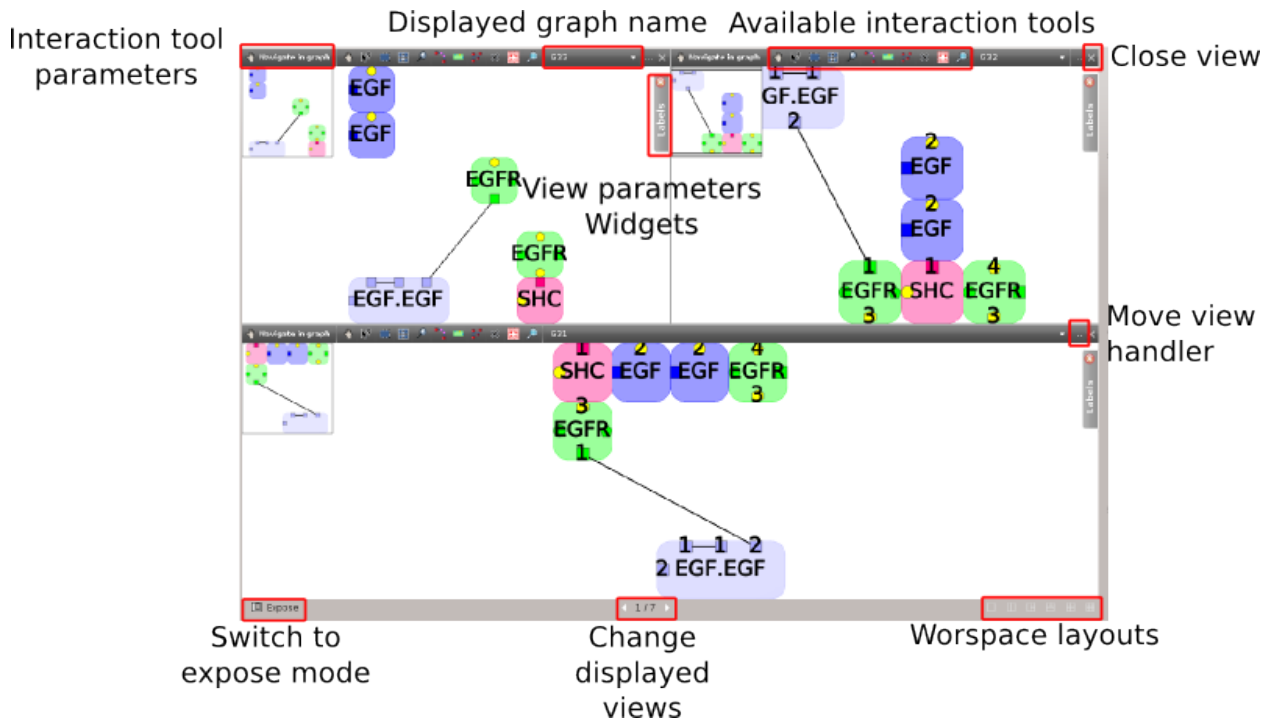 Displayed graph name
Available interaction tools
Interaction tool
parameters
Close view
Navigate in graph
G33
G32
Labels
Labels
EGF
EGF
EGFR
EGFR
SHC
EGF.EGF
View parameters
Widgets
1 1
GF.EGF
2
2
EGF
2
EGF
1 1 4
EGFR SHC EGFR
3 3
Move view
handler
Navigate in graph
G31
Labels
1 2 2 4
SHC EGF EGF EGFR
3 3
EGFR
1
1 1 2
2 EGF.EGF
Expose
1 / 7
Switch to
expose mode
Change
displayed
views
Worspace layouts